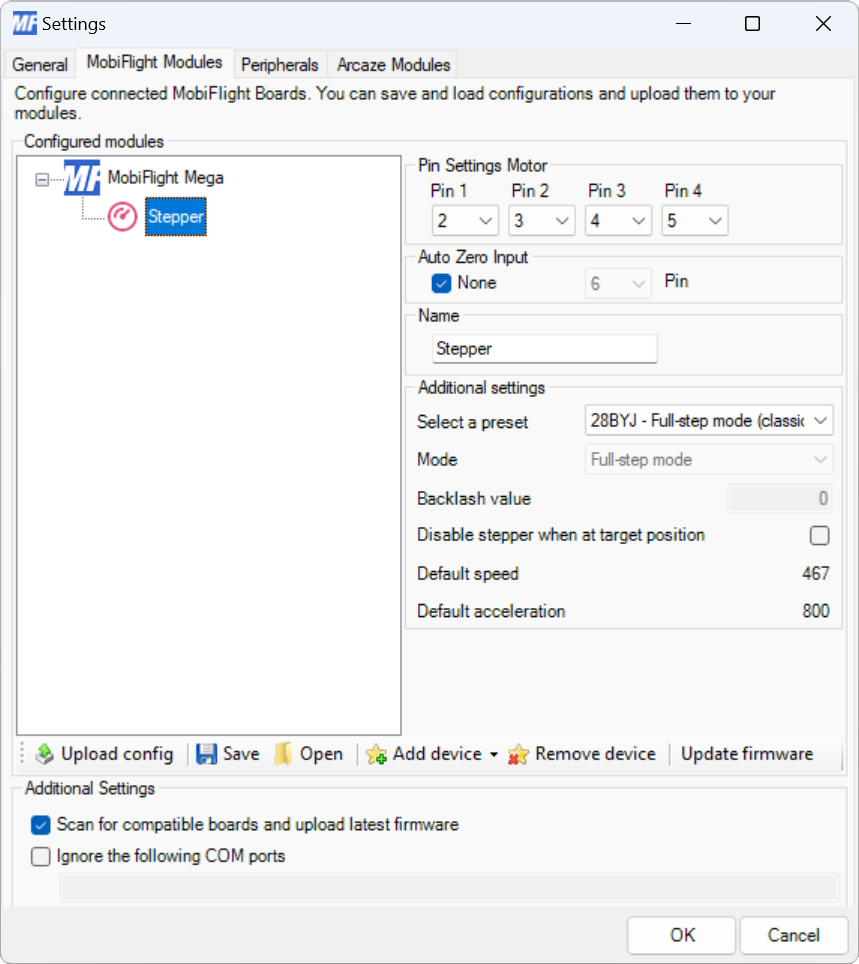 MF Settings
General MobiFlight Modules Peripherals Arcaze Modules
Configure connected MobiFlight Boards. You can save and load configurations and upload them to your
modules.
Configured modules
MF MobiFlight Mega
Stepper
Pin Settings Motor
Pin 1 Pin 2 Pin 3 Pin 4
2 3 4 5
Auto Zero Input
None 6 Pin
Name
Stepper
Additional settings
Select a preset 28BYJ - Full-step mode (classic
Mode Full-step mode
Backlash value 0
Disable stepper when at target position
Default speed 467
Default acceleration 800
Upload config Save Open Add device Remove device Update firmware
Additional Settings
Scan for compatible boards and upload latest firmware
Ignore the following COM ports
OK Cancel